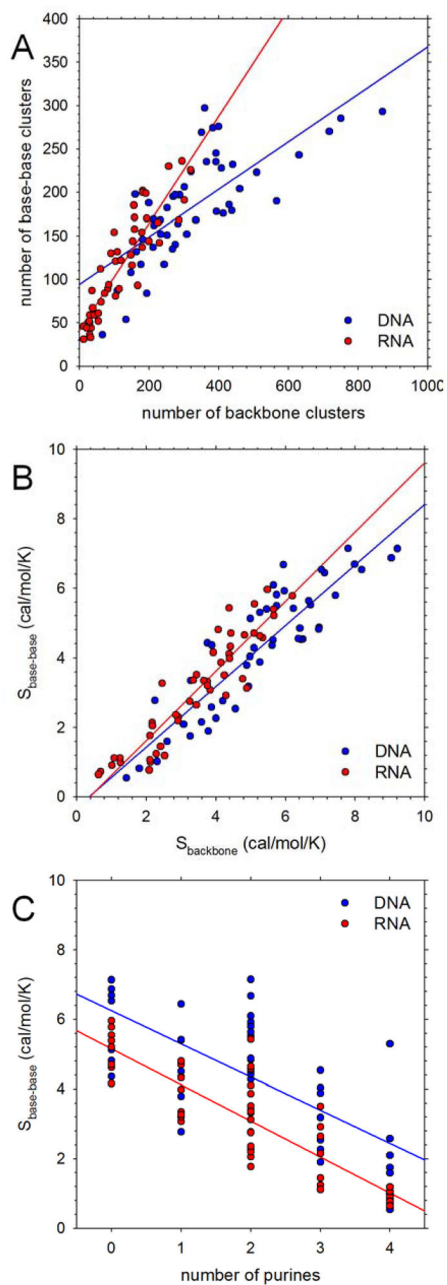 A
400
350
300
250
200
150
100
50
0
number of base-base clusters
DNA
RNA
0 200 400 600 800 1000
number of backbone clusters
B
10
8
6
4
2
0
Sbase-base (cal/mol/K)
DNA
RNA
0 2 4 6 8 10
Sbackbone (cal/mol/K)
C
10
8
6
4
2
0
Sbase-base (cal/mol/K)
DNA
RNA
0 1 2 3 4
number of purines